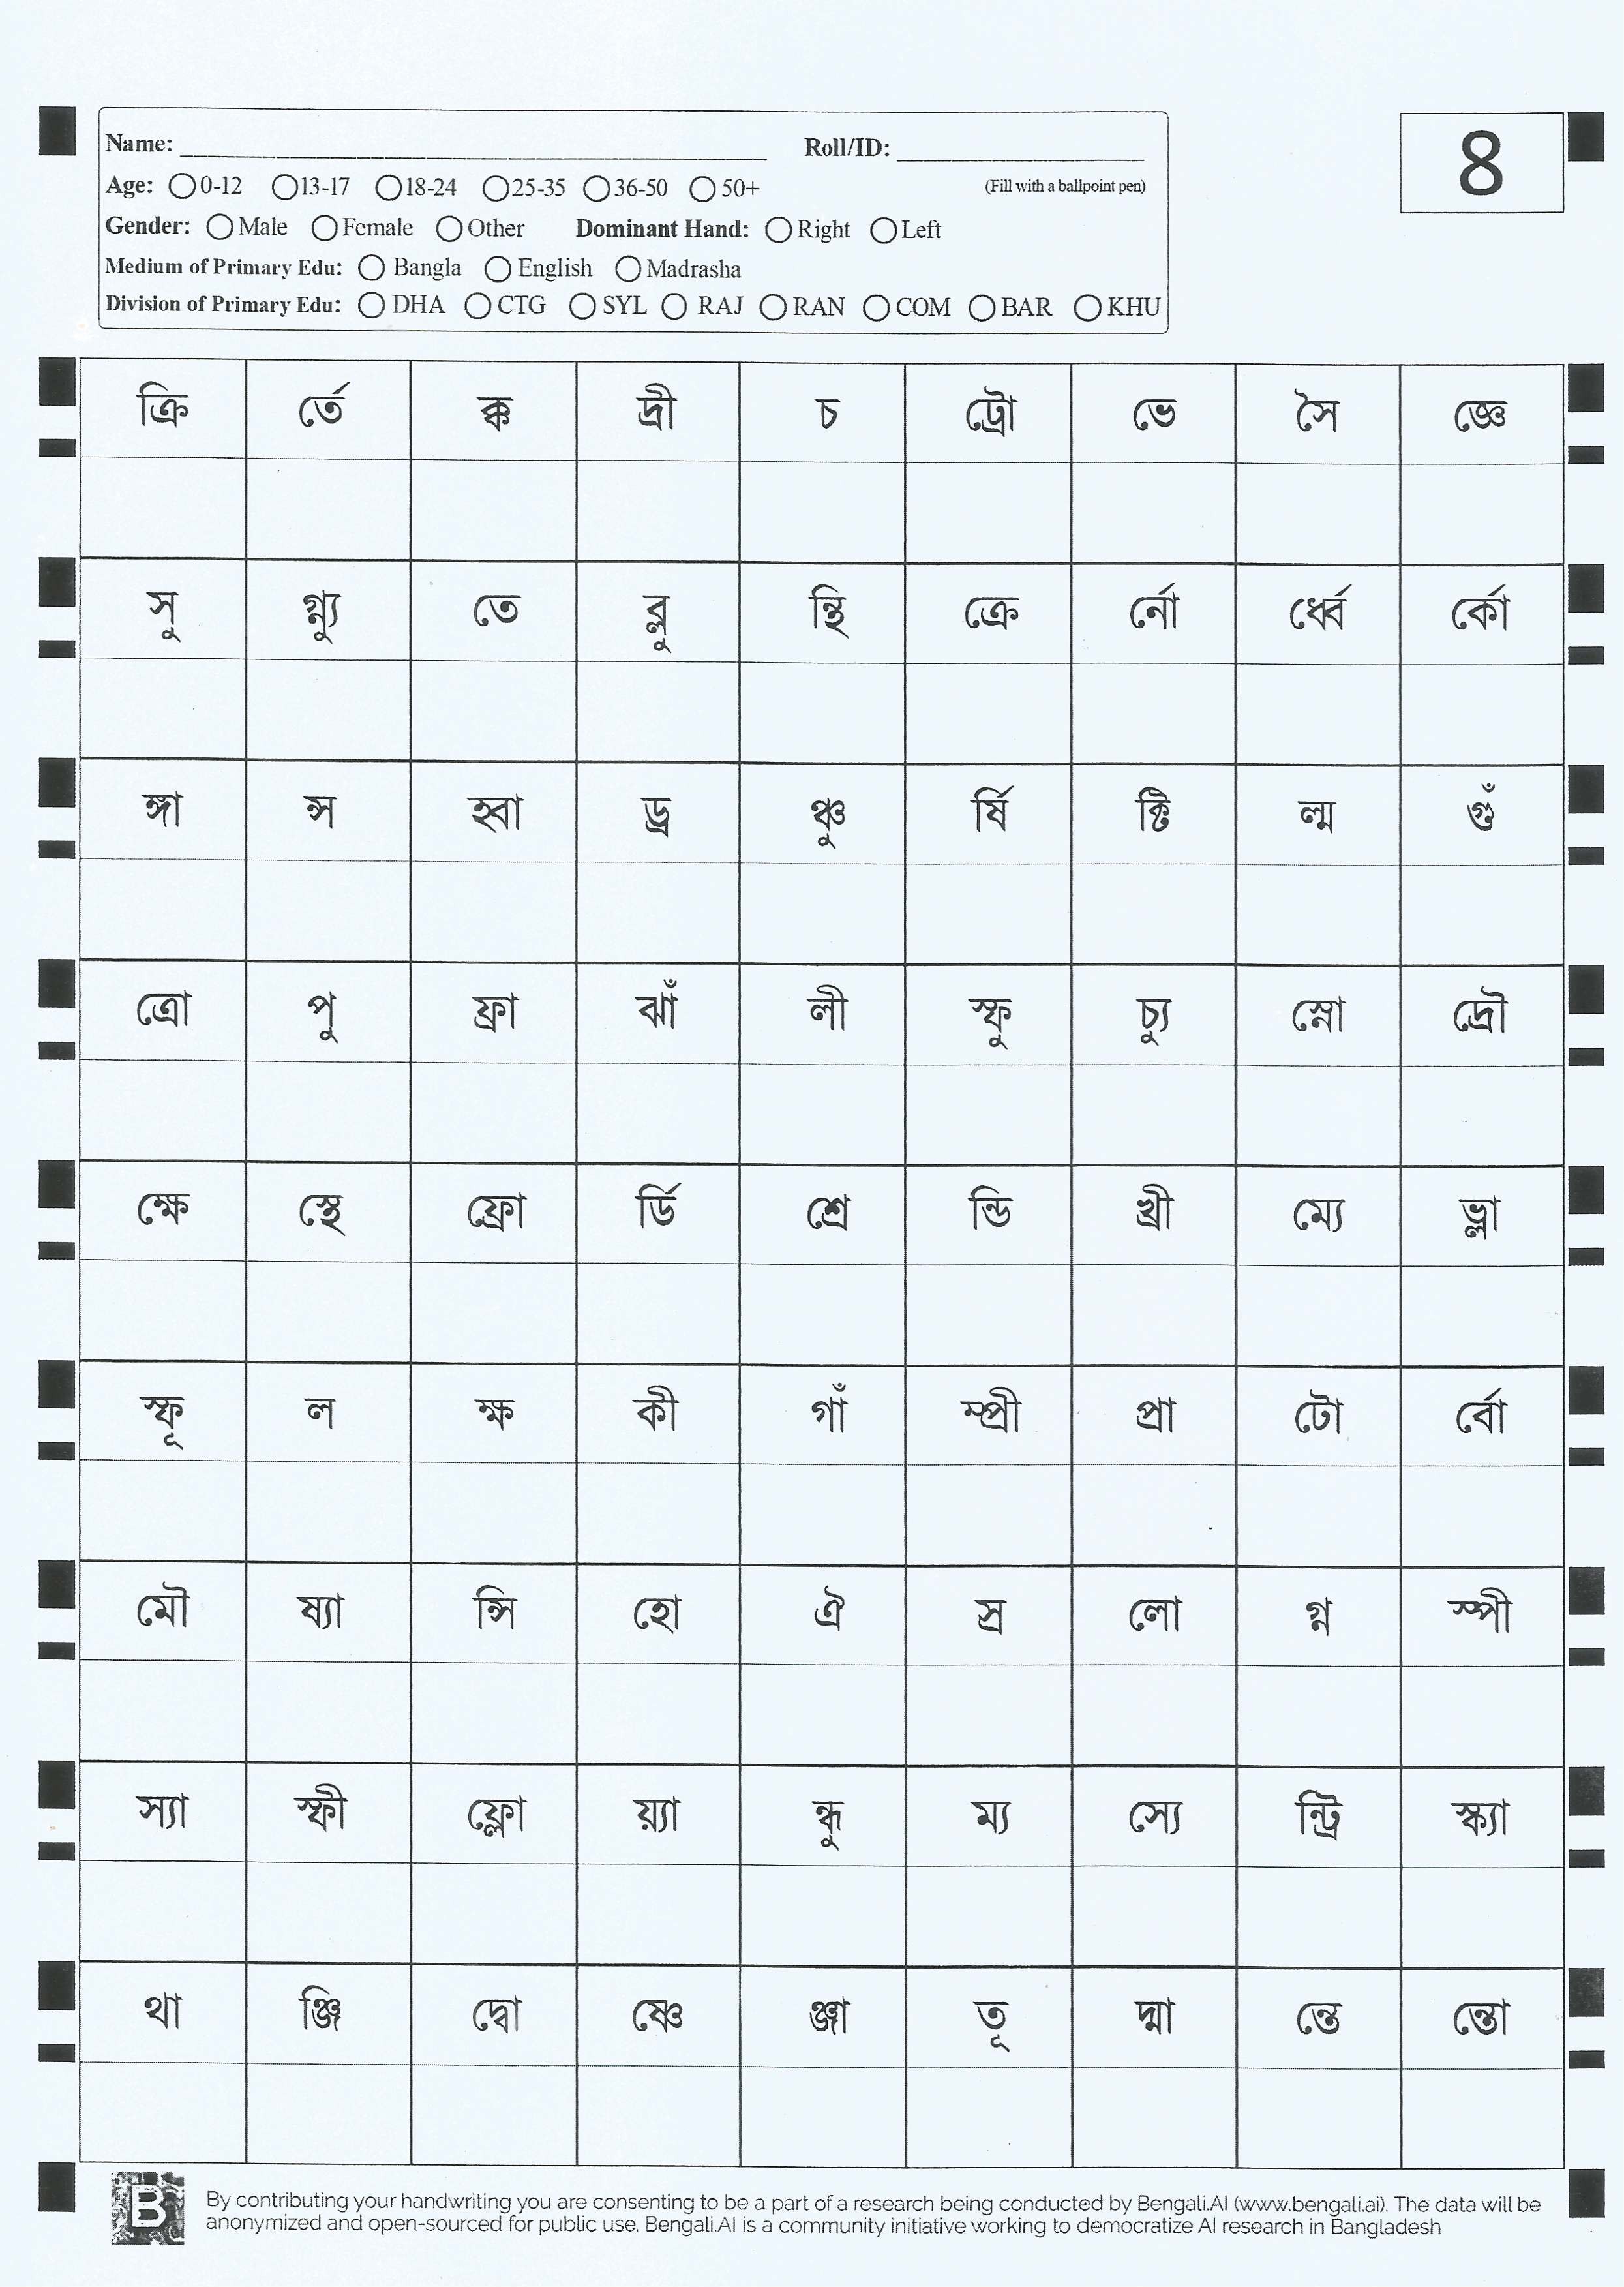 Name: Roll/ID:
8
Age: 0-12 13-17 18-24 25-35 36-50 50+ (Fill with a ballpoint pen)
Gender: Male Female Other Dominant Hand: Right Left
Medium of Primary Edu: Bangla English Madrasha
Division of Primary Edu: DHA CTG SYL RAJ RAN COM BAR KHU
ক্রি র্তে ক্ক দ্রী চ ট্রো ভে সৈ জ্ঞে
সু গ্ন্যু তে ব্লু ন্থি ক্রে র্নো র্ধ্বে র্কো
ঙ্গা ন্স হ্বা ড্র ঞ্চু র্ষি ক্টি ল্ম গুঁ
ত্রো পু ফ্রা ঝাঁ লী স্ফু চ্যু স্নো দ্রৌ
ক্ষে স্থে ফ্রো র্ডি শ্রে ন্ডি খ্রী ম্যে ভ্লা
স্ফূ ল ক্ষ কী গাঁ ম্প্রী প্রা টো র্বো
মৌ ষ্যা ন্সি হো ঐ স্র লো গ্ন স্পী
স্যা স্ফী ফ্লো য়্যা ন্ধু ম্য স্যে ন্ট্রি স্ক্যা
থা ঞ্জি দ্বো ষ্ণে ঞ্জা তূ দ্মা ন্তে ন্তো
B
By contributing your handwriting you are consenting to be a part of a research being conducted by Bengali.AI (www.bengali.ai). The data will be
anonymized and open-sourced for public use. Bengali.AI is a community initiative working to democratize AI research in Bangladesh